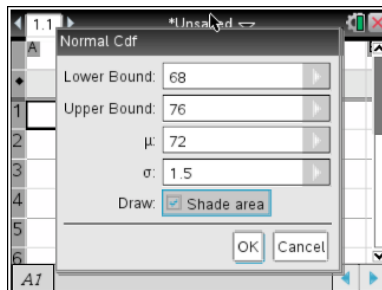 1.1 *Unsaved
Normal Cdf
A
Lower Bound: 68
Upper Bound: 76
μ: 72
σ: 1.5
Draw: Shade area
1
2
3
4
5
6
OK Cancel
A1